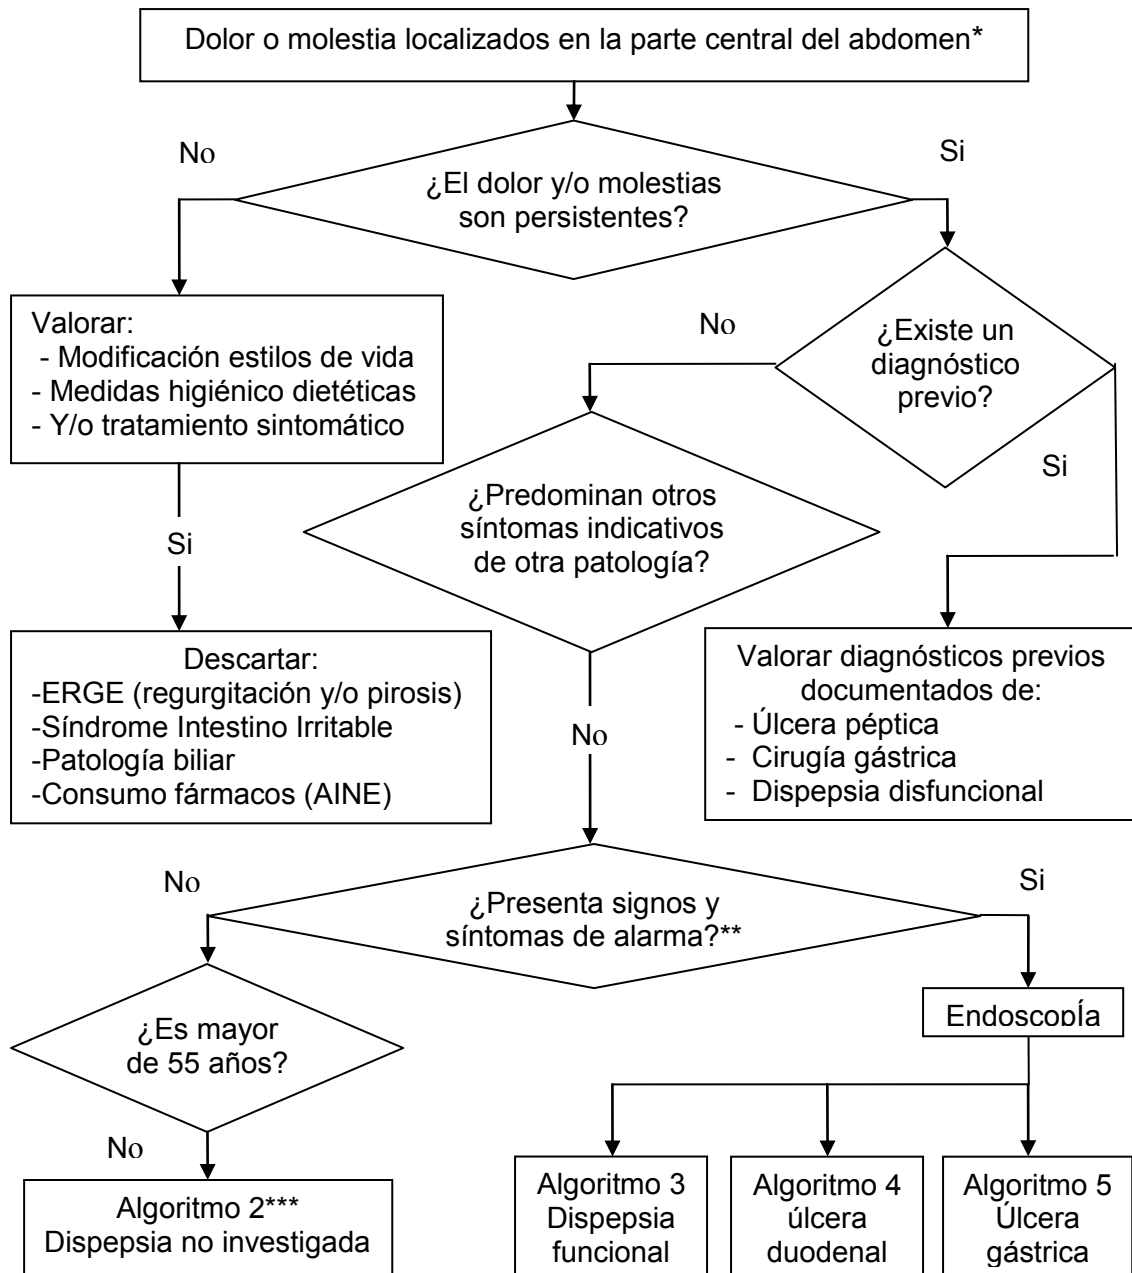 Dolor o molestia localizados en la parte central del abdomen*
No
Si
¿El dolor y/o molestias
son persistentes?
Valorar:
- Modificación estilos de vida
- Medidas higiénico dietéticas
- Y/o tratamiento sintomático
No
¿Existe un
diagnóstico
previo?
Si
¿Predominan otros
síntomas indicativos
de otra patología?
Si
Descartar:
-ERGE (regurgitación y/o pirosis)
-Síndrome Intestino Irritable
-Patología biliar
-Consumo fármacos (AINE)
Valorar diagnósticos previos
documentados de:
- Úlcera péptica
- Cirugía gástrica
- Dispepsia disfuncional
No
No
Si
¿Presenta signos y
síntomas de alarma?**
¿Es mayor
de 55 años?
EndoscopÍa
No
Algoritmo 2***
Dispepsia no investigada
Algoritmo 3
Dispepsia
funcional
Algoritmo 4
úlcera
duodenal
Algoritmo 5
Úlcera
gástrica